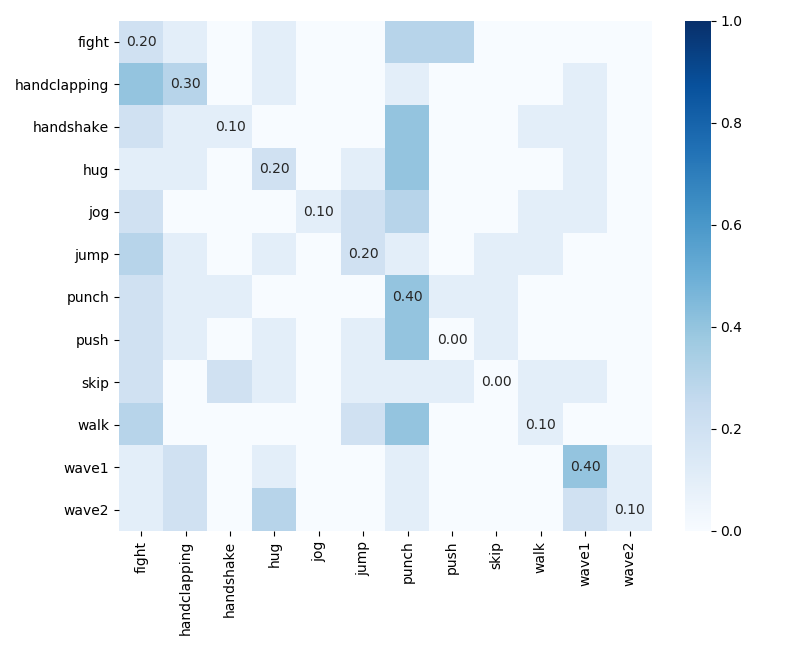 fight 0.20 1.0
handclapping 0.30
handshake 0.10 0.8
hug 0.20
jog 0.10 0.6
jump 0.20
punch 0.40 0.4
push 0.00
skip 0.00
walk 0.10 0.2
wave1 0.40
wave2 0.10 0.0
fight handclapping handshake hug jog jump punch push skip walk wave1 wave2